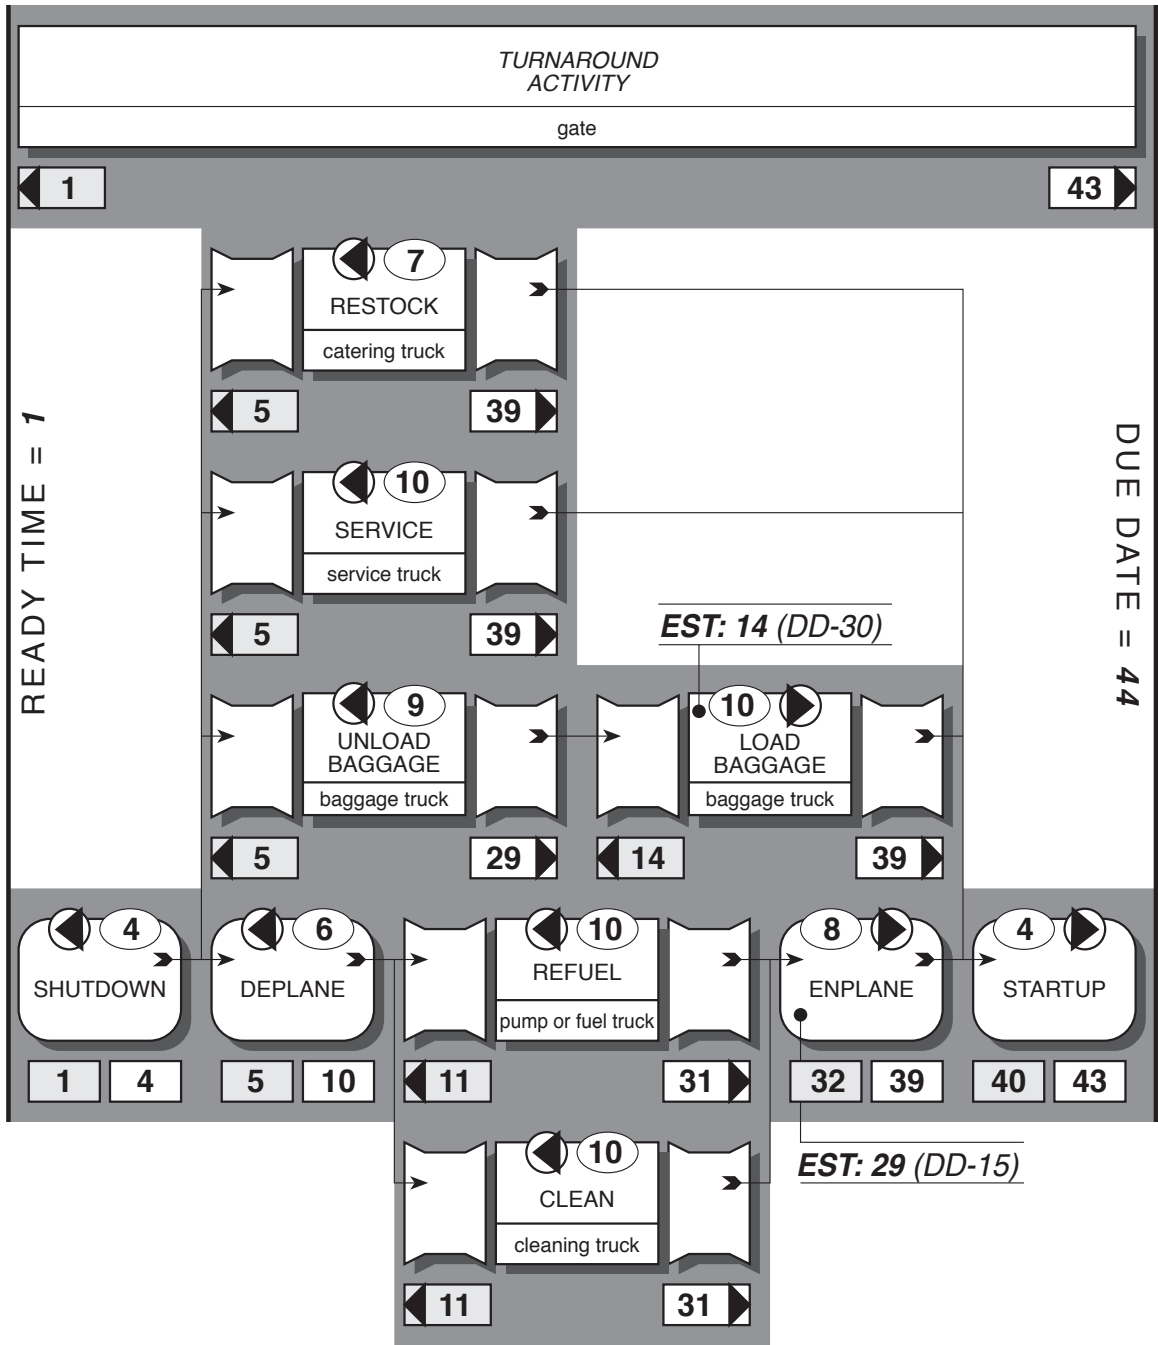 TURNAROUND
ACTIVITY
gate
1
43
7
RESTOCK
catering truck
5
39
READY TIME = 1
DUE DATE = 44
10
SERVICE
service truck
5
39
EST: 14 (DD-30)
9
UNLOAD
BAGGAGE
baggage truck
5
29
10
LOAD
BAGGAGE
baggage truck
14
39
4
SHUTDOWN
1 4
6
DEPLANE
5 10
10
REFUEL
pump or fuel truck
11
31
8
ENPLANE
32 39
4
STARTUP
40 43
EST: 29 (DD-15)
10
CLEAN
cleaning truck
11
31